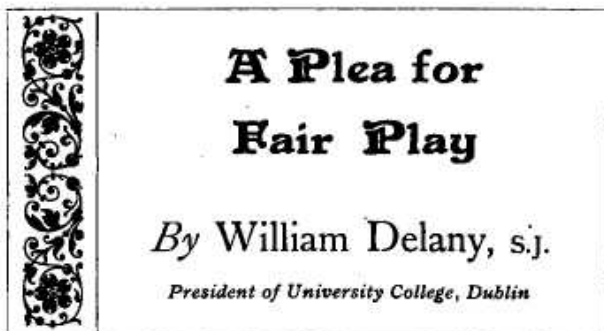 A Plea for
Fair Play
By William Delany, S.J.
President of University College, Dublin